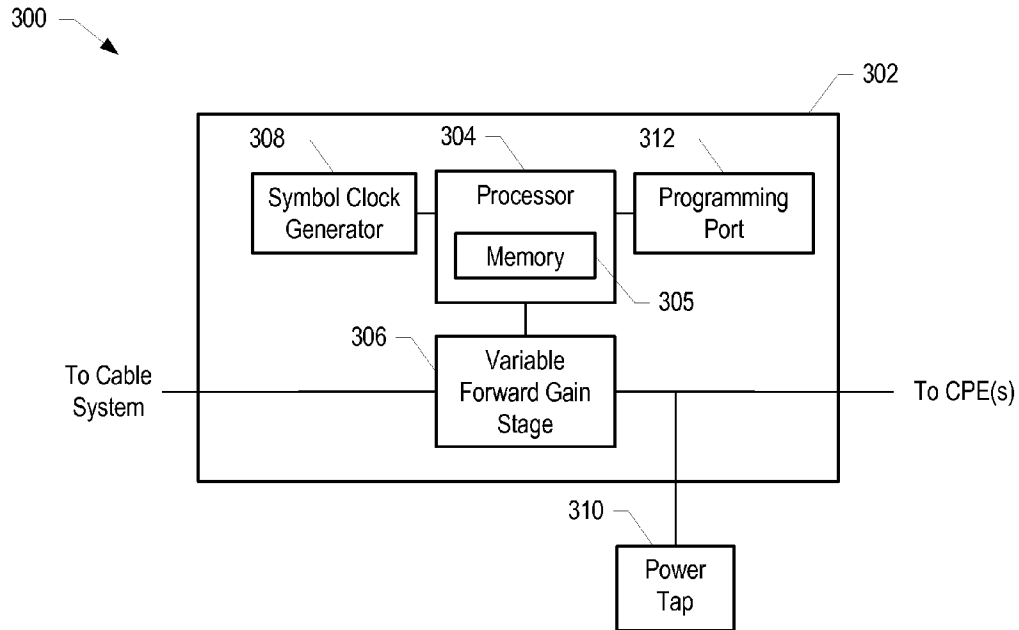 300
302
308
304
312
Symbol Clock
Generator
Processor
Programming
Port
Memory
305
306
To Cable
System
Variable
Forward Gain
Stage
To CPE(s)
310
Power
Tap